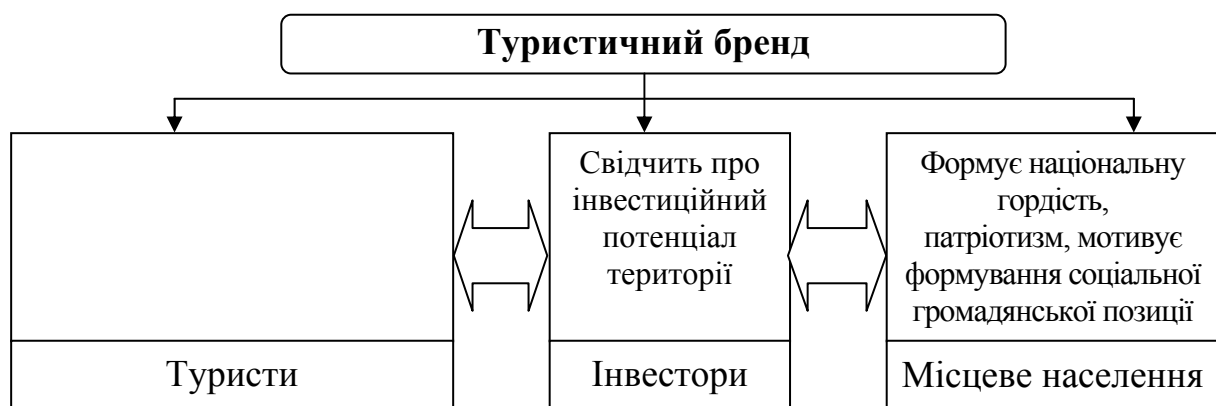 Туристичний бренд
Свідчить про
інвестиційний
потенціал
території
Формує національну
гордість,
патріотизм, мотивує
формування соціальної
громадянської позиції
Туристи
Інвестори
Місцеве населення